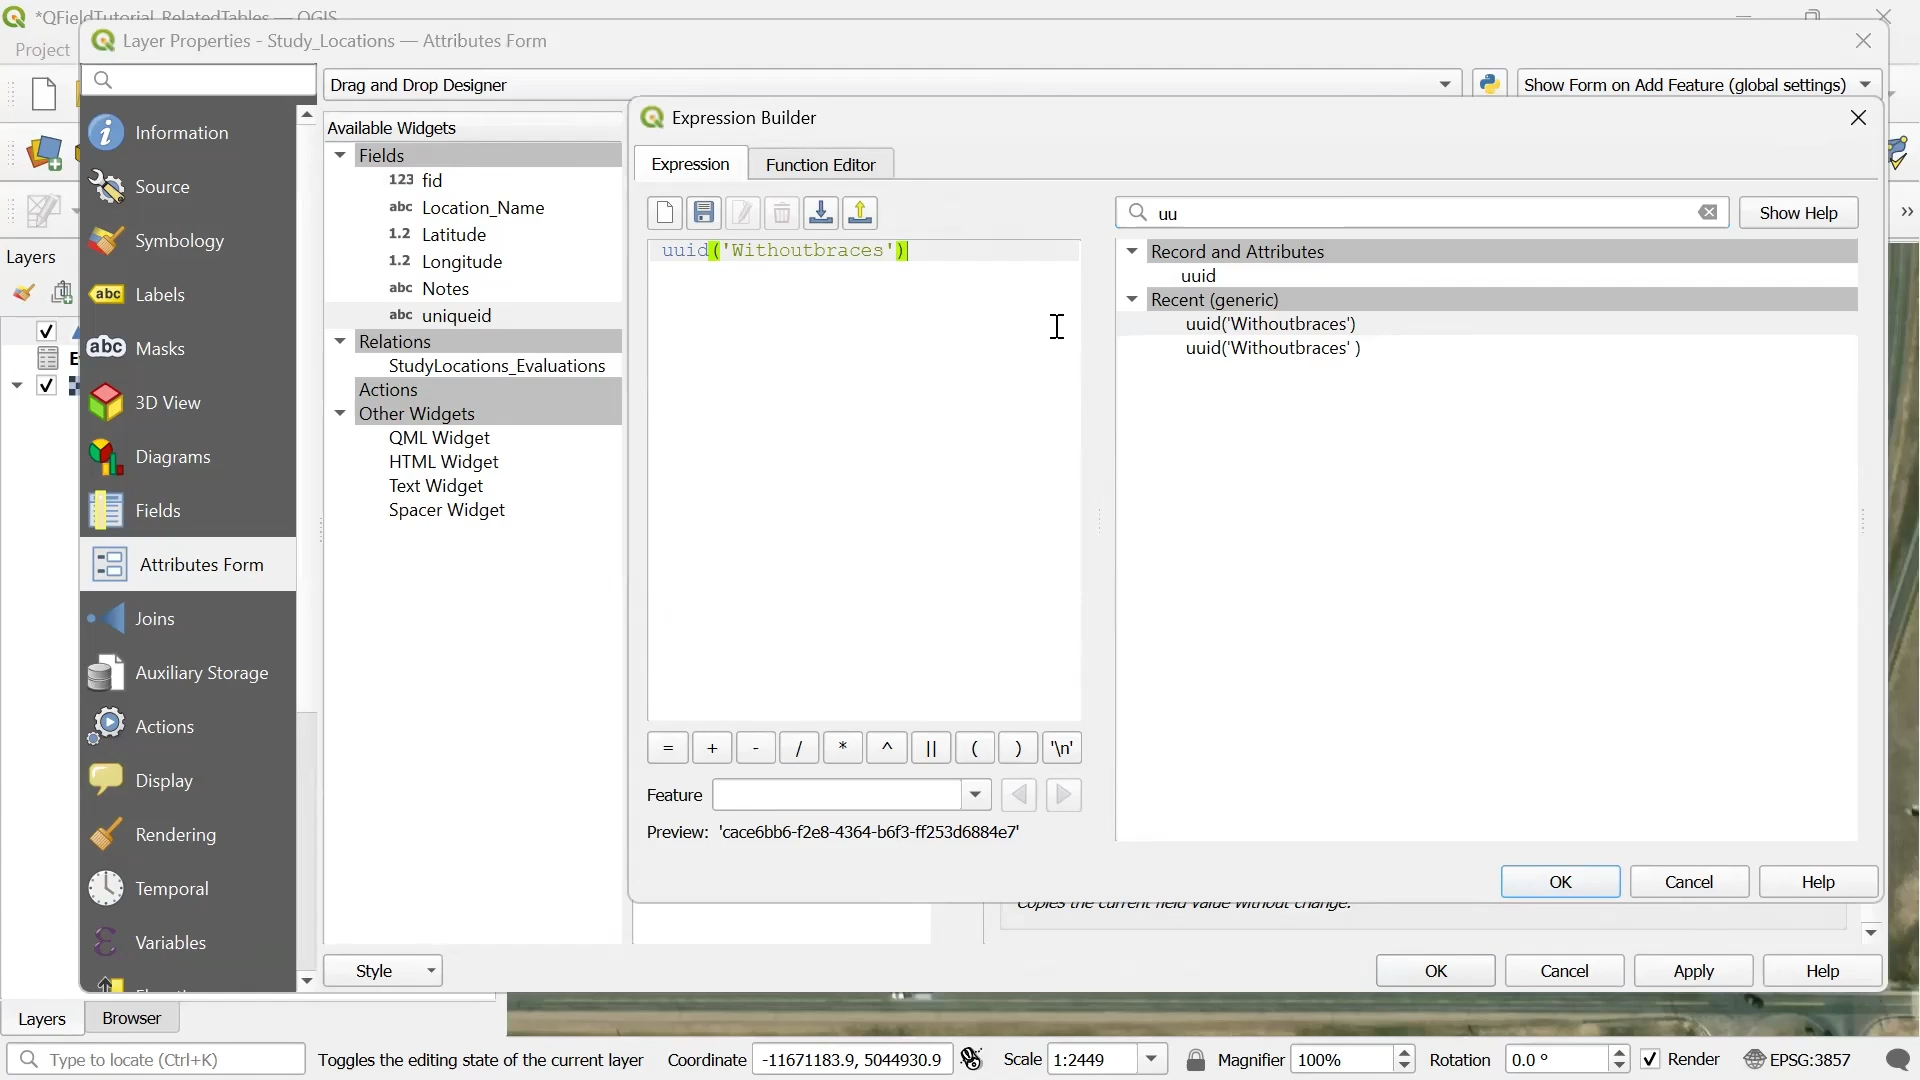 *QFieldTutorial_RelatedTables — QGIS
Project
Layer Properties - Study_Locations — Attributes Form
Drag and Drop Designer
Show Form on Add Feature (global settings)
Information
Source
Symbology
Labels
Masks
3D View
Diagrams
Fields
Attributes Form
Joins
Auxiliary Storage
Actions
Display
Rendering
Temporal
Variables
Available Widgets
Fields
123 fid
abc Location_Name
1.2 Latitude
1.2 Longitude
abc Notes
abc uniqueid
Relations
StudyLocations_Evaluations
Actions
Other Widgets
QML Widget
HTML Widget
Text Widget
Spacer Widget
Expression Builder
Expression
Function Editor
uuid('Withoutbraces')
uu
Show Help
Record and Attributes
uuid
Recent (generic)
uuid('Withoutbraces')
uuid('Withoutbraces' )
= + - / * ^ || ( ) '\n'
Feature
Preview: 'cace6bb6-f2e8-4364-b6f3-ff253d6884e7'
OK
Cancel
Help
Copies the current field value without change.
Style
OK
Cancel
Apply
Help
Layers
E
Layers
Browser
Type to locate (Ctrl+K)
Toggles the editing state of the current layer
Coordinate
-11671183.9, 5044930.9
Scale
1:2449
Magnifier
100%
Rotation
0.0 °
Render
EPSG:3857